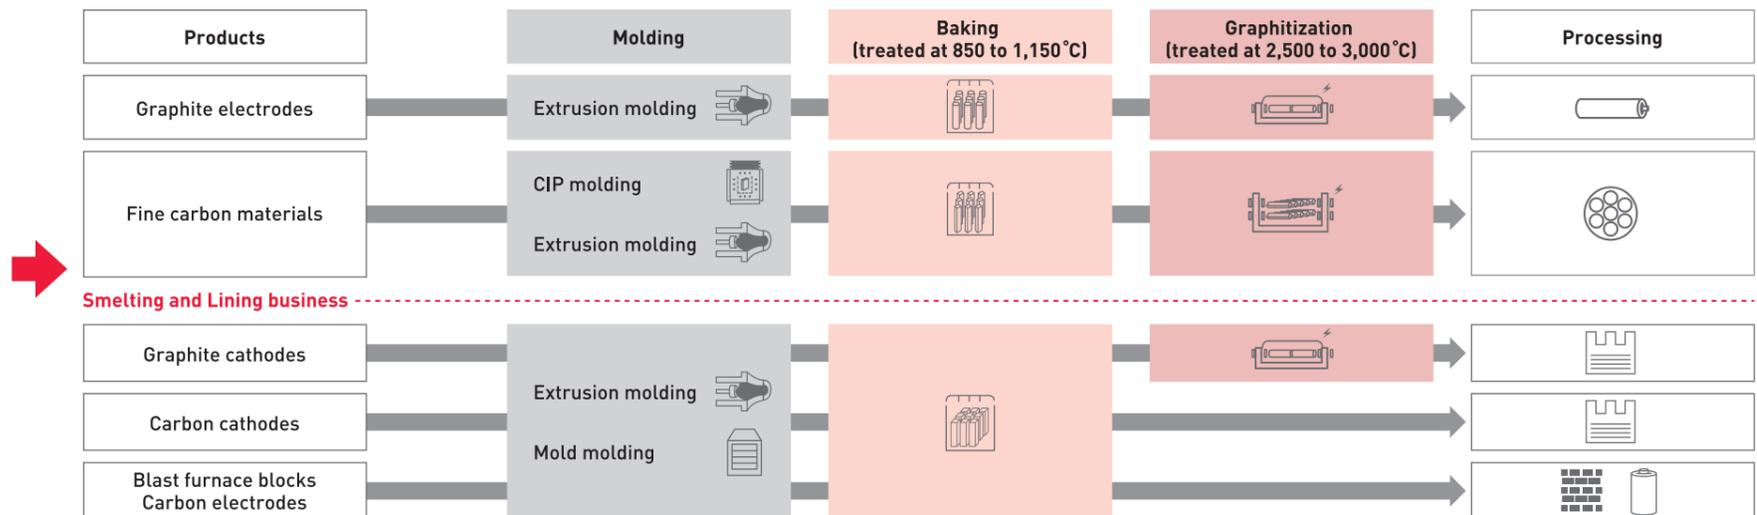 Products
Molding
Baking
(treated at 850 to 1,150°C)
Graphitization
(treated at 2,500 to 3,000°C)
Processing
Graphite electrodes
Extrusion molding
Fine carbon materials
CIP molding
Extrusion molding
Smelting and Lining business
Graphite cathodes
Carbon cathodes
Blast furnace blocks
Carbon electrodes
Extrusion molding
Mold molding